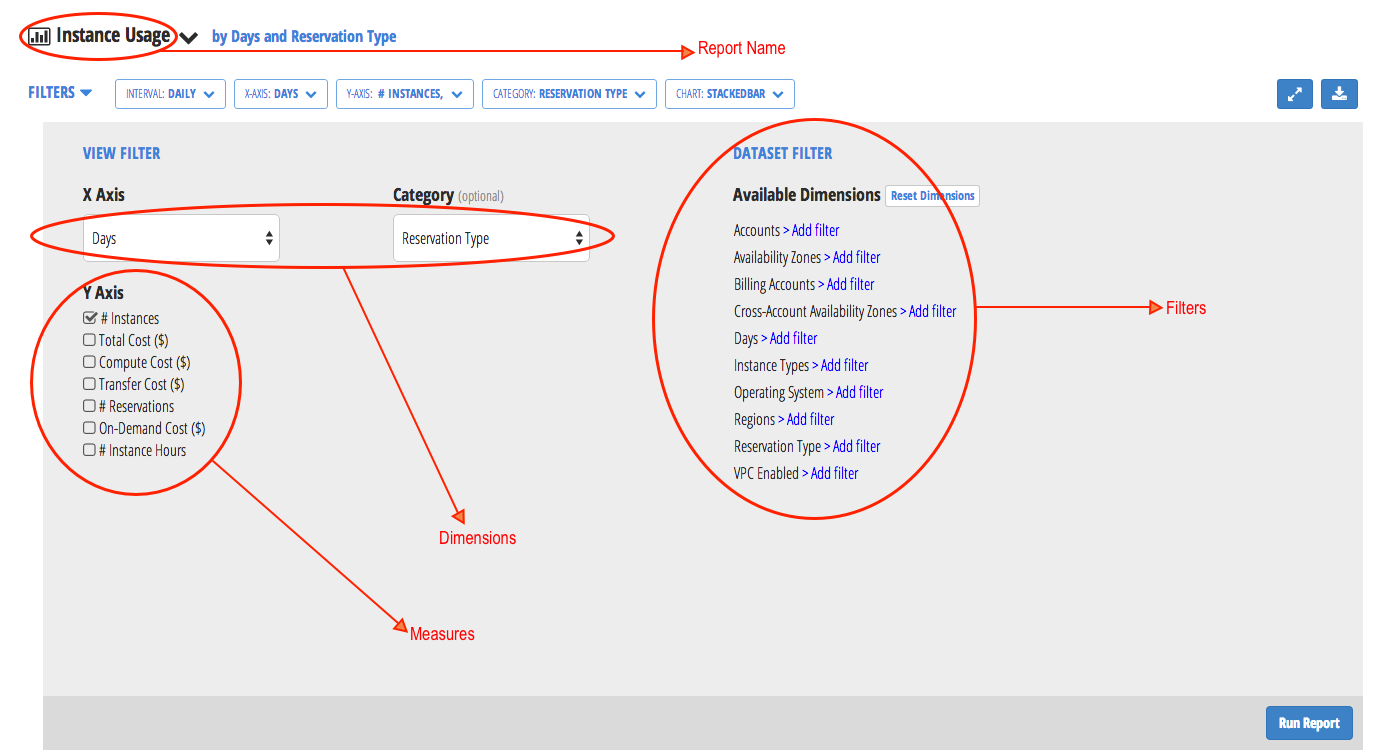 Instance Usage by Days and Reservation Type
Report Name
FILTERS INTERVAL: DAILY X-AXIS: DAYS Y-AXIS: # INSTANCES, CATEGORY: RESERVATION TYPE CHART: STACKEDBAR
VIEW FILTER
X Axis Category (optional)
Days Reservation Type
Y Axis
# Instances
Total Cost ($)
Compute Cost ($)
Transfer Cost ($)
# Reservations
On-Demand Cost ($)
# Instance Hours
DATASET FILTER
Available Dimensions Reset Dimensions
Accounts > Add filter
Availability Zones > Add filter
Billing Accounts > Add filter
Cross-Account Availability Zones > Add filter
Days > Add filter
Instance Types > Add filter
Operating System > Add filter
Regions > Add filter
Reservation Type > Add filter
VPC Enabled > Add filter
Filters
Dimensions
Measures
Run Report